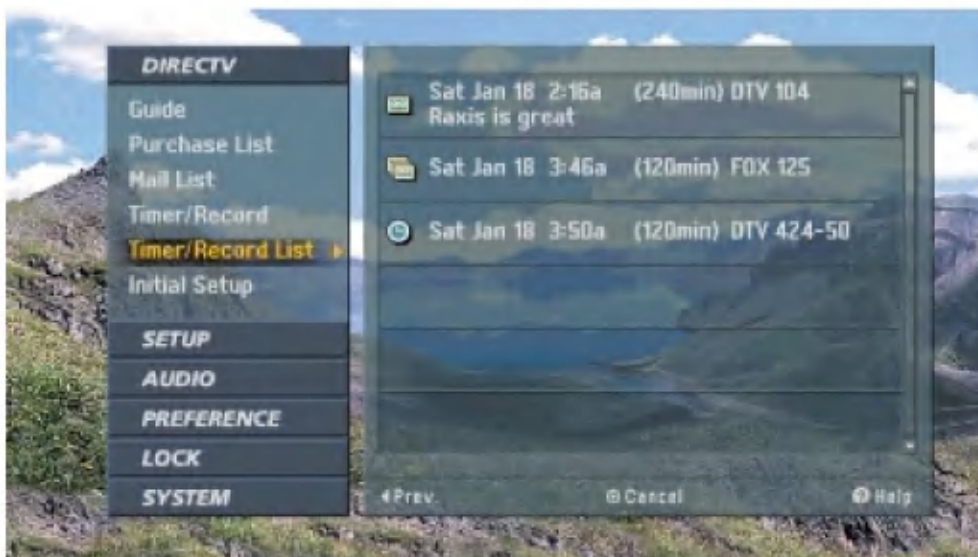 DIRECTV
Guide
Purchase List
Mail List
Timer/Record
Timer/Record List
Initial Setup
SETUP
AUDIO
PREFERENCE
LOCK
SYSTEM
Sat Jan 18 2:16a (240min) DTV 104
Raxis is great
Sat Jan 18 3:46a (120min) FOX 125
Sat Jan 18 3:50a (120min) DTV 424-50
Prev.
Cancel
Help